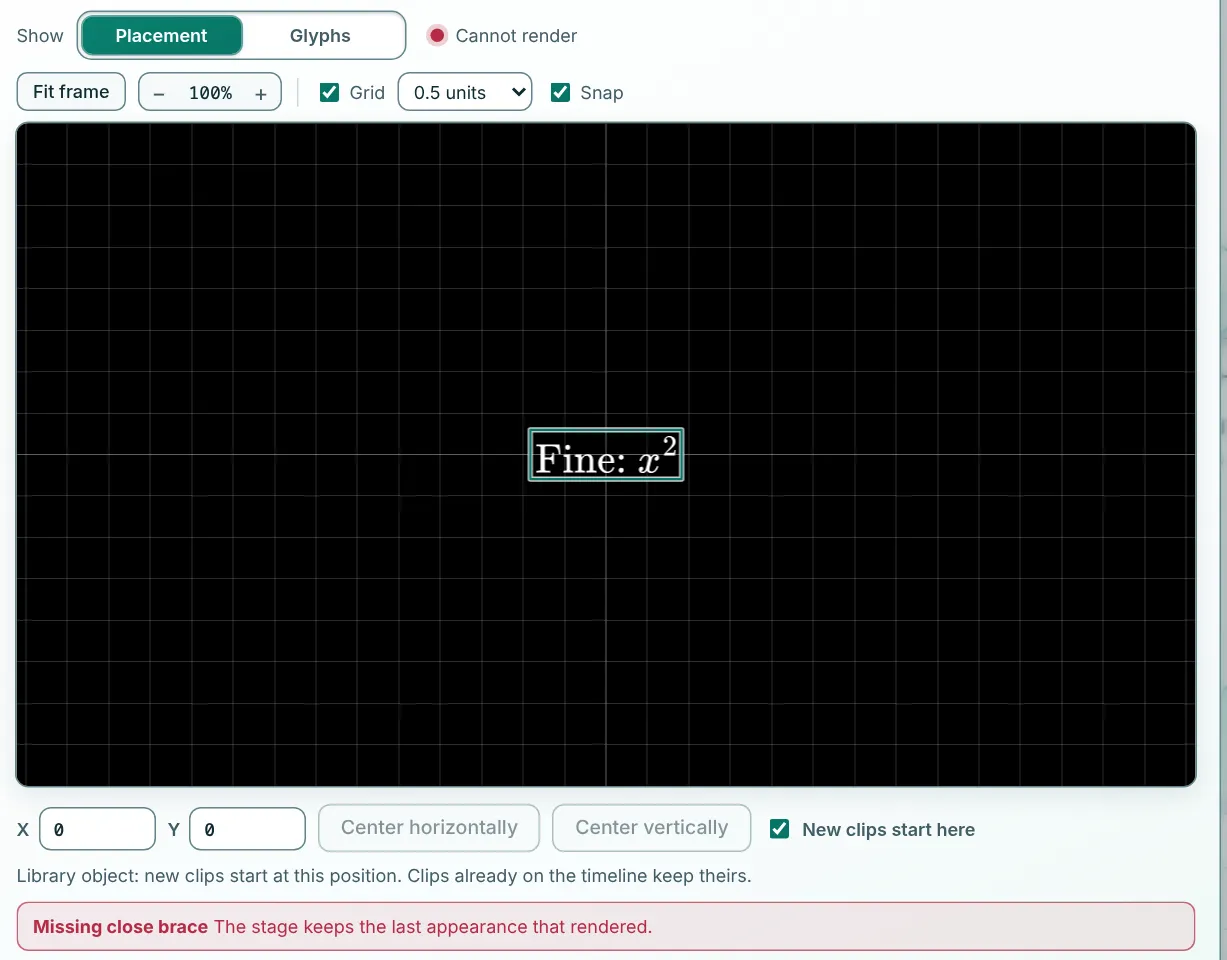 Show Placement Glyphs Cannot render
Fit frame − 100% + Grid 0.5 units Snap
Fine: x²
X 0 Y 0 Center horizontally Center vertically New clips start here
Library object: new clips start at this position. Clips already on the timeline keep theirs.
Missing close brace The stage keeps the last appearance that rendered.